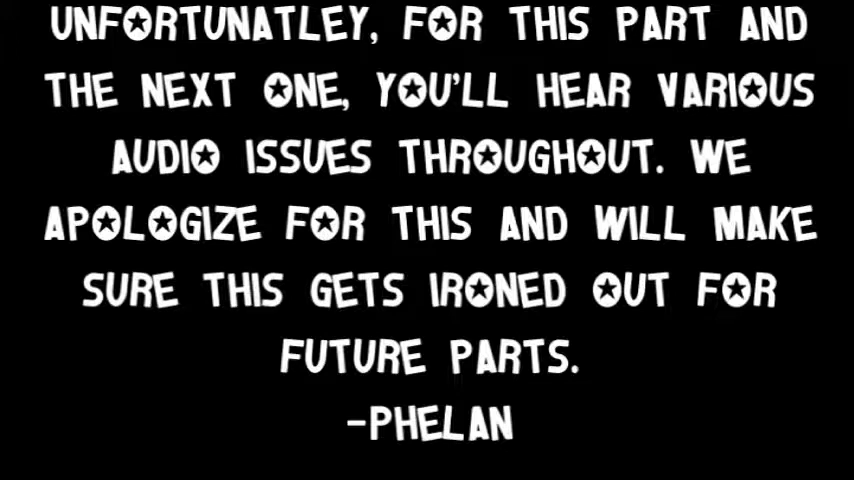 UNFORTUNATLEY, FOR THIS PART AND
THE NEXT ONE, YOU'LL HEAR VARIOUS
AUDIO ISSUES THROUGHOUT. WE
APOLOGIZE FOR THIS AND WILL MAKE
SURE THIS GETS IRONED OUT FOR
FUTURE PARTS.
-PHELAN